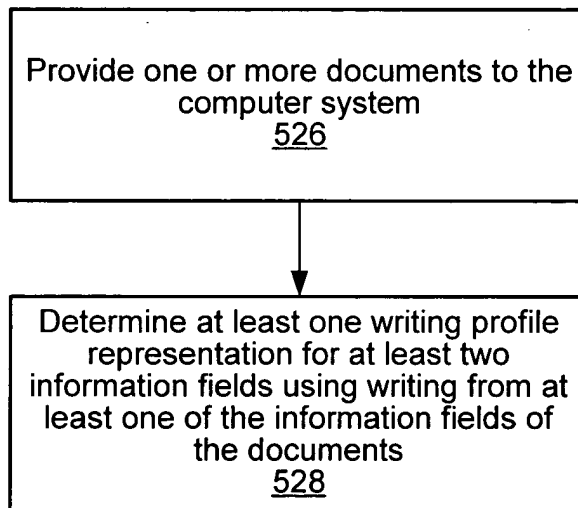 Provide one or more documents to the
computer system
526
Determine at least one writing profile
representation for at least two
information fields using writing from at
least one of the information fields of
the documents
528